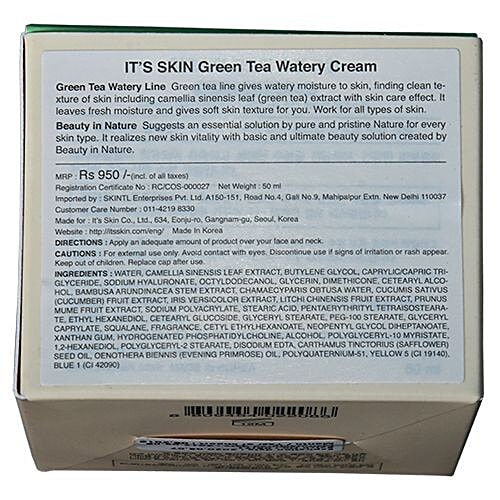 IT'S SKIN Green Tea Watery Cream
Green Tea Watery Line Green tea line gives watery moisture to skin, finding clean te-
xture of skin including camellia sinensis leaf (green tea) extract with skin care effect. It
leaves fresh moisture and gives soft skin texture for you. Work for all types of skin.
Beauty in Nature Suggests an essential solution by pure and pristine Nature for every
skin type. It realizes new skin vitality with basic and ultimate beauty solution created by
Beauty in Nature.
MRP : Rs 950 /-(incl. of all taxes)
Registration Certificate No : RC/COS-000027 Net Weight : 50 ml
Imported by : SKINTL Enterprises Pvt. Ltd. A150-151, Road No.4, Gali No.9, Mahipalpur Extn. New Delhi 110037
Customer Care Number : 011-4219 8330
Made for : It's Skin Co., Ltd., 634, Eonju-ro, Gangnam-gu, Seoul, Korea
Website : http://itsskin.com/eng/ Made In Korea
DIRECTIONS : Apply an adequate amount of product over your face and neck.
CAUTIONS : For external use only. Avoid contact with eyes. Discontinue use if signs of irritation or rash appear.
Keep out of children. Replace cap after use.
INGREDIENTS : WATER, CAMELLIA SINENSIS LEAF EXTRACT, BUTYLENE GLYCOL, CAPRYLIC/CAPRIC TRI-
GLYCERIDE, SODIUM HYALURONATE, OCTYLDODECANOL, GLYCERIN, DIMETHICONE, CETEARYL ALCO-
HOL, BAMBUSA ARUNDINACEA STEM EXTRACT, CHAMAECYPARIS OBTUSA WATER, CUCUMIS SATIVUS
(CUCUMBER) FRUIT EXTRACT, IRIS VERSICOLOR EXTRACT, LITCHI CHINENSIS FRUIT EXTRACT, PRUNUS
MUME FRUIT EXTRACT, SODIUM POLYACRYLATE, STEARIC ACID, PENTAERYTHRITYL TETRAISOSTEARA-
TE, ETHYL HEXANEDIOL, CETEARYL GLUCOSIDE, GLYCERYL STEARATE, PEG-100 STEARATE, GLYCERYL
CAPRYLATE, SQUALANE, FRAGRANCE, CETYL ETHYLHEXANOATE, NEOPENTYL GLYCOL DIHEPTANOATE,
XANTHAN GUM, HYDROGENATED PHOSPHATIDYLCHOLINE, ALCOHOL, POLYGLYCERYL-10 MYRISTATE,
1,2-HEXANEDIOL, POLYGLYCERYL-2 STEARATE, DISODIUM EDTA, CARTHAMUS TINCTORIUS (SAFFLOWER)
SEED OIL, OENOTHERA BIENNIS (EVENING PRIMROSE) OIL, POLYQUATERNIUM-51, YELLOW 5 (CI 19140),
BLUE 1 (CI 42090)
12M